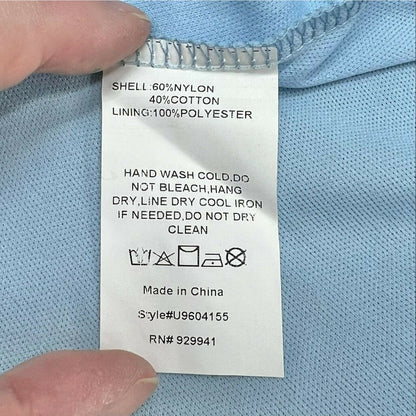 SHELL:60%NYLON
40%COTTON
LINING:100%POLYESTER
HAND WASH COLD,DO
NOT BLEACH,HANG
DRY,LINE DRY COOL IRON
IF NEEDED,DO NOT DRY
CLEAN
Made in China
Style#U9604155
RN# 929941